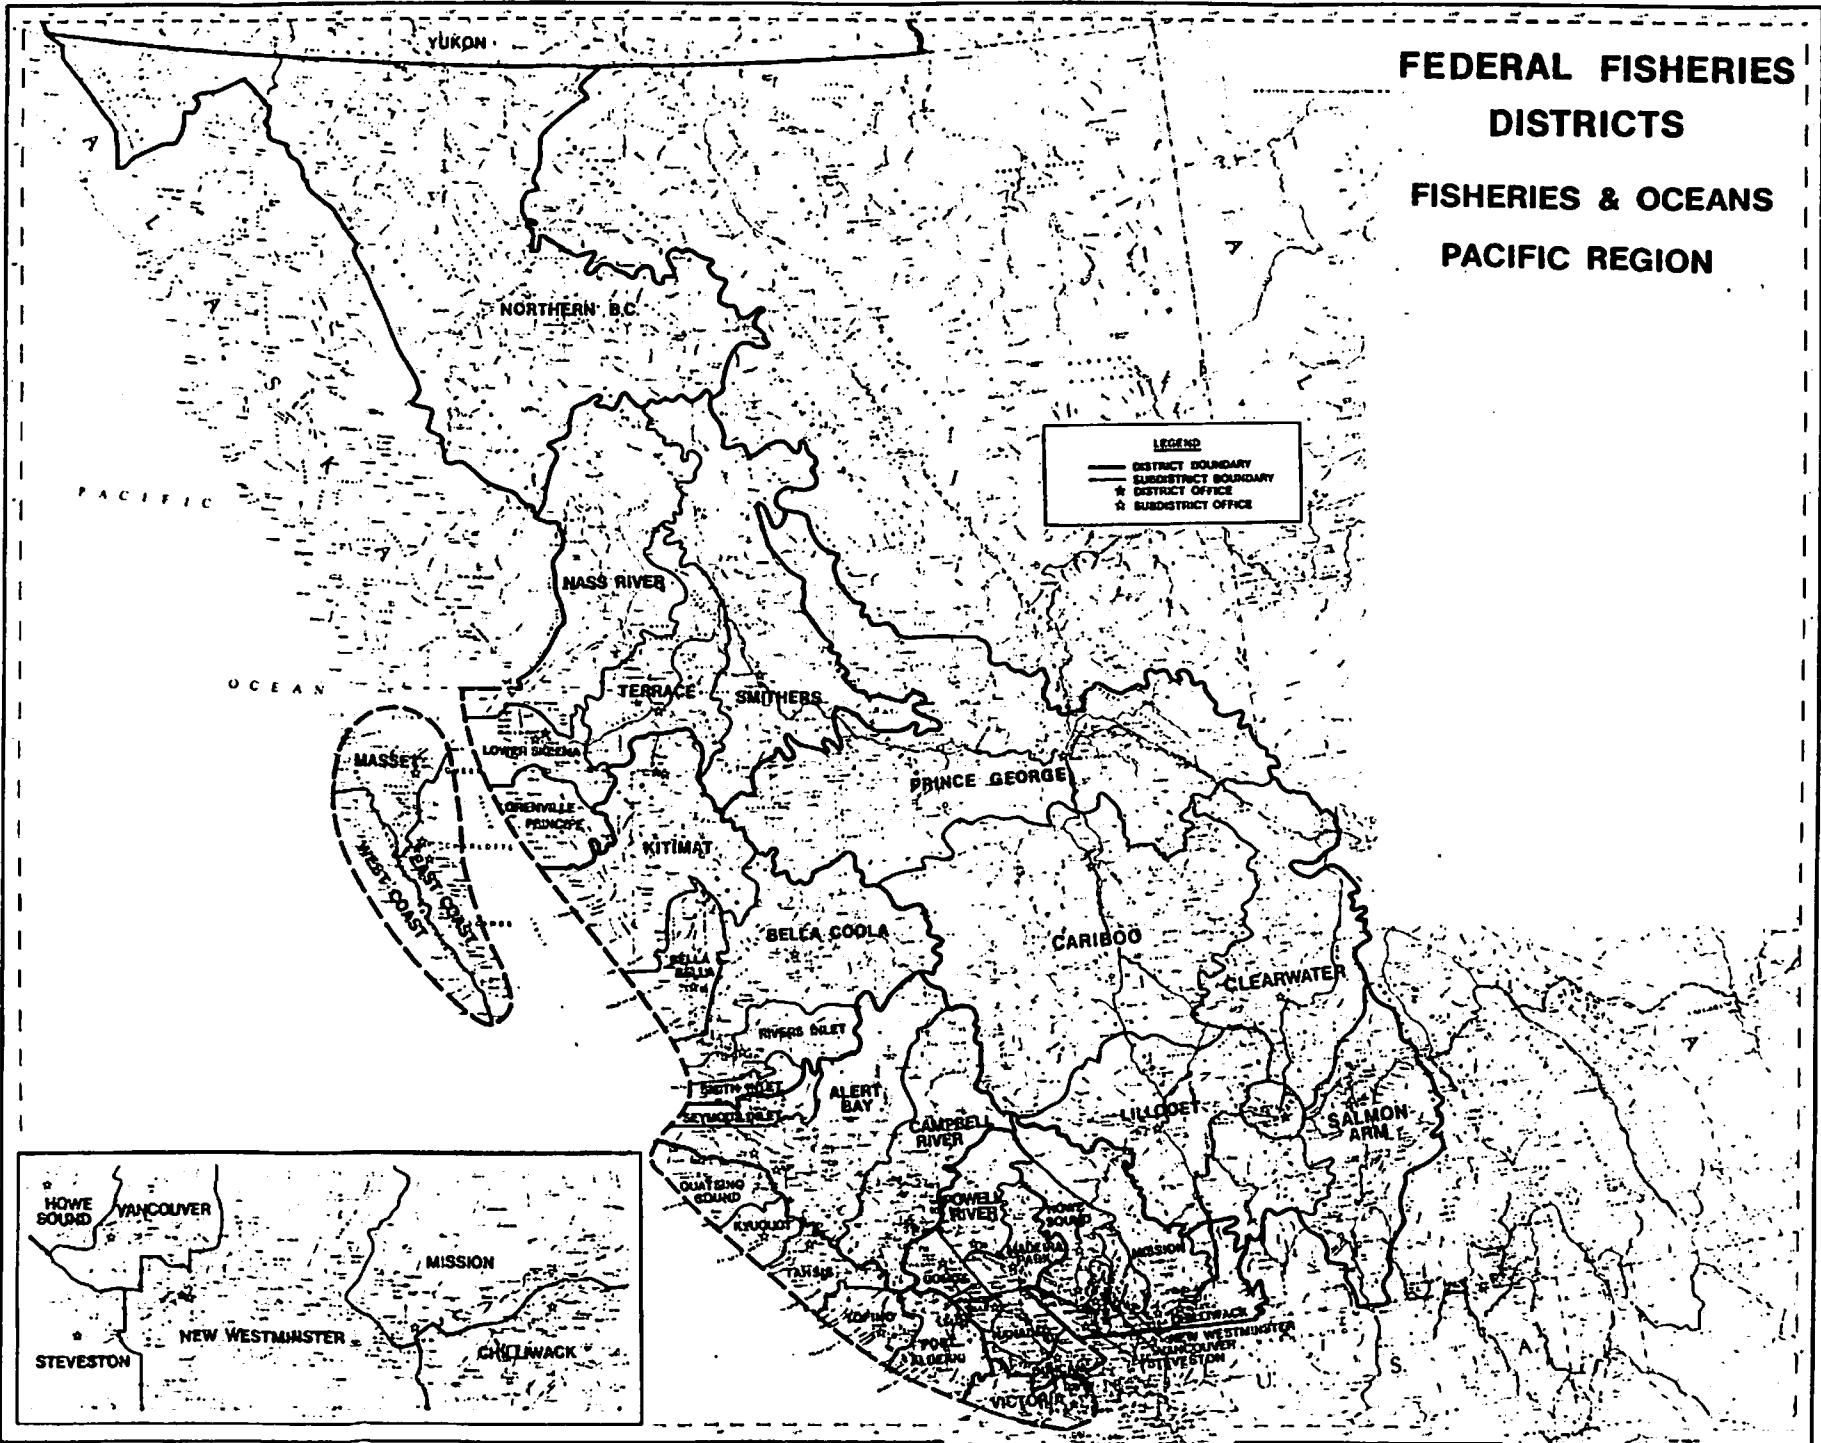 FEDERAL FISHERIES
DISTRICTS
FISHERIES & OCEANS
PACIFIC REGION
YUKON
A
L
A
S
K
A
PACIFIC
OCEAN
NORTHERN B.C.
LEGEND
DISTRICT BOUNDARY
SUBDISTRICT BOUNDARY
DISTRICT OFFICE
SUBDISTRICT OFFICE
NASS RIVER
TERRACE
SMITHERS
LOWER SKEENA
MASSET
GRENVILLE
PRINCIPE
PRINCE GEORGE
KITIMAT
WEST COAST
EAST COAST
BELLA COOLA
CARIBOO
BELLA
BELLA
CLEARWATER
RIVERS INLET
SMITH INLET
SEYMOUR INLET
ALERT
BAY
CAMPBELL
RIVER
LILLOOET
SALMON
ARM
QUATSINO
SOUND
KYUQUOT
POWELL
RIVER
HOWE
SOUND
MADEIRA
PARK
MISSION
TAHSIS
COMOX
TOFINO
PORT
ALBERNI
NANAIMO
VICTORIA
CHILLIWACK
NEW WESTMINSTER
VANCOUVER
STEVESTON
U
S
A
HOWE
SOUND
VANCOUVER
MISSION
NEW WESTMINSTER
STEVESTON
CHILLIWACK